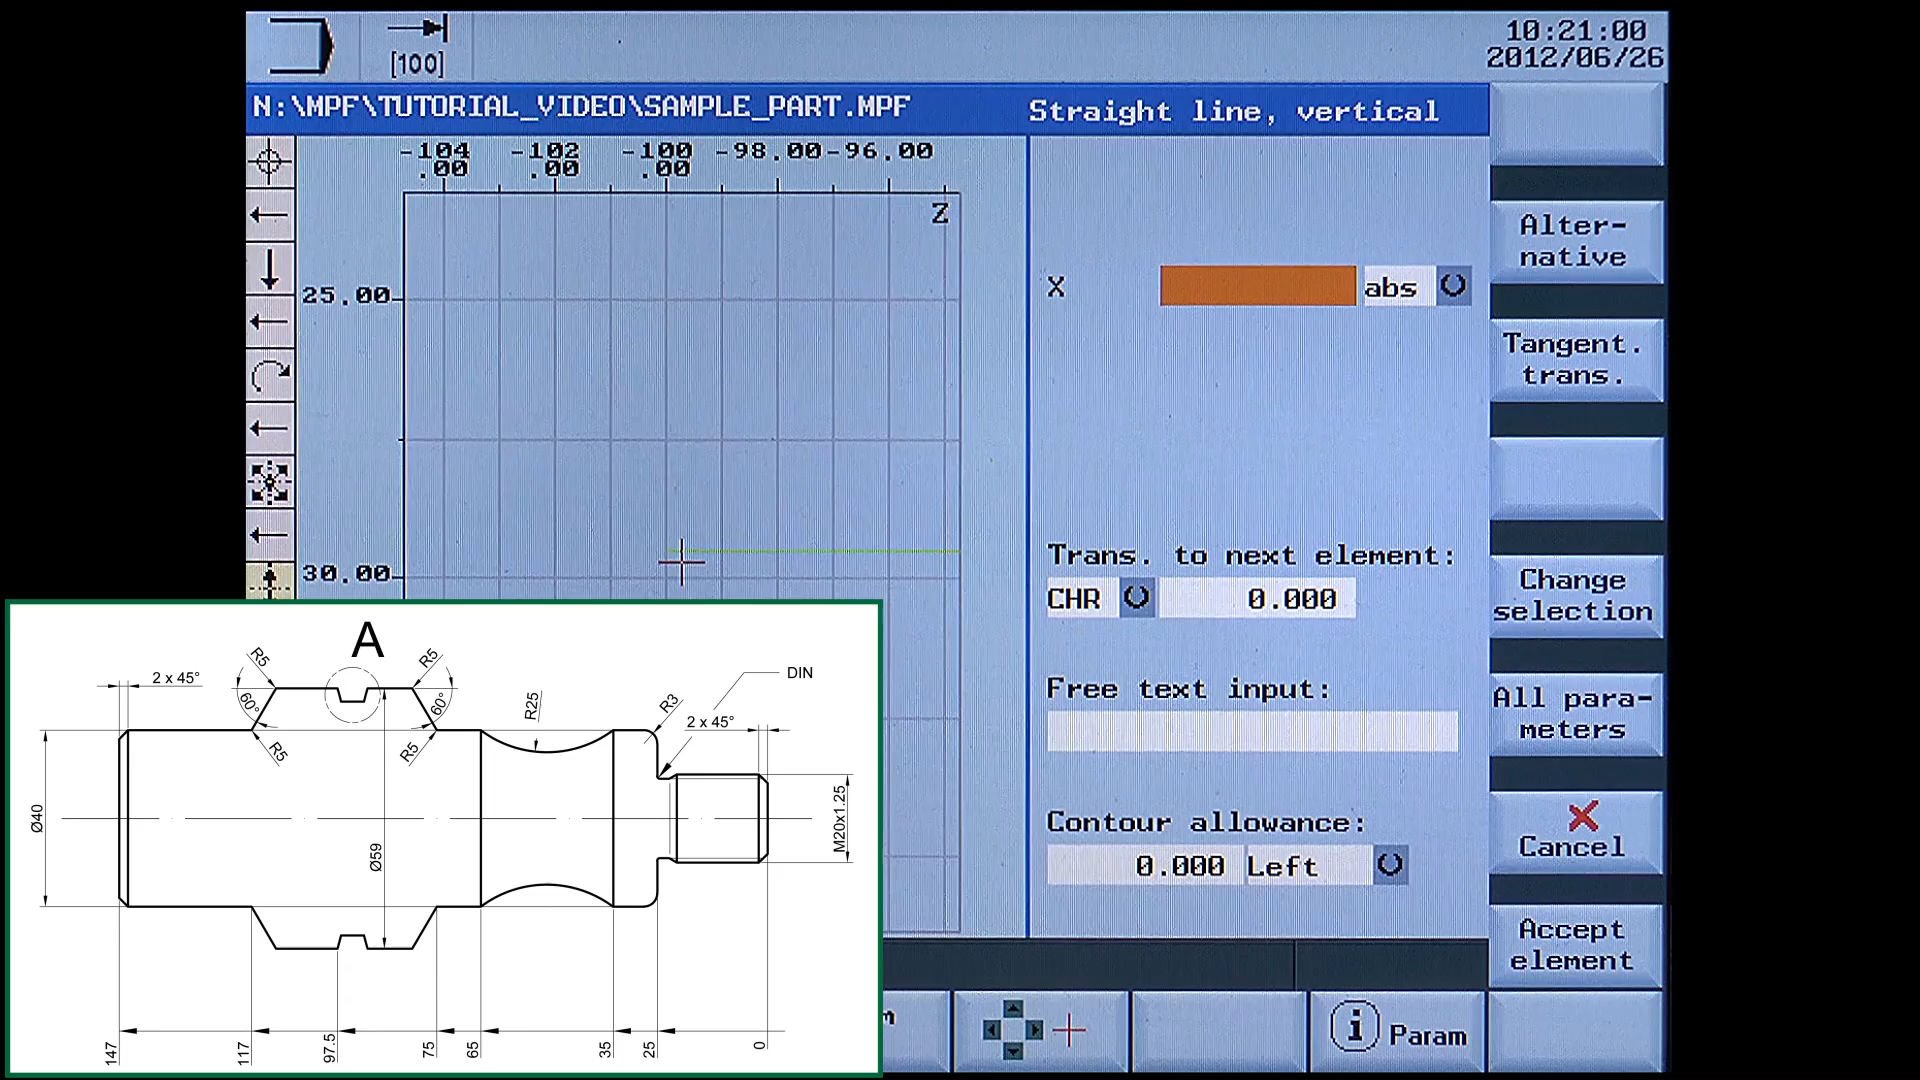 10:21:00
2012/06/26
[100]
N:\MPF\TUTORIAL_VIDEO\SAMPLE_PART.MPF
Straight line, vertical
-104.00 -102.00 -100.00 -98.00 -96.00
Z
25.00
30.00
X
abs
Trans. to next element:
CHR 0.000
Free text input:
Contour allowance:
0.000 Left
Alter-
native
Tangent.
trans.
Change
selection
All para-
meters
Cancel
Accept
element
i Param
A
R5
R5
2 x 45°
60°
60°
R5
R5
R25
R3
DIN
2 x 45°
Ø40
Ø59
M20x1.25
147
117
97.5
75
65
35
25
0